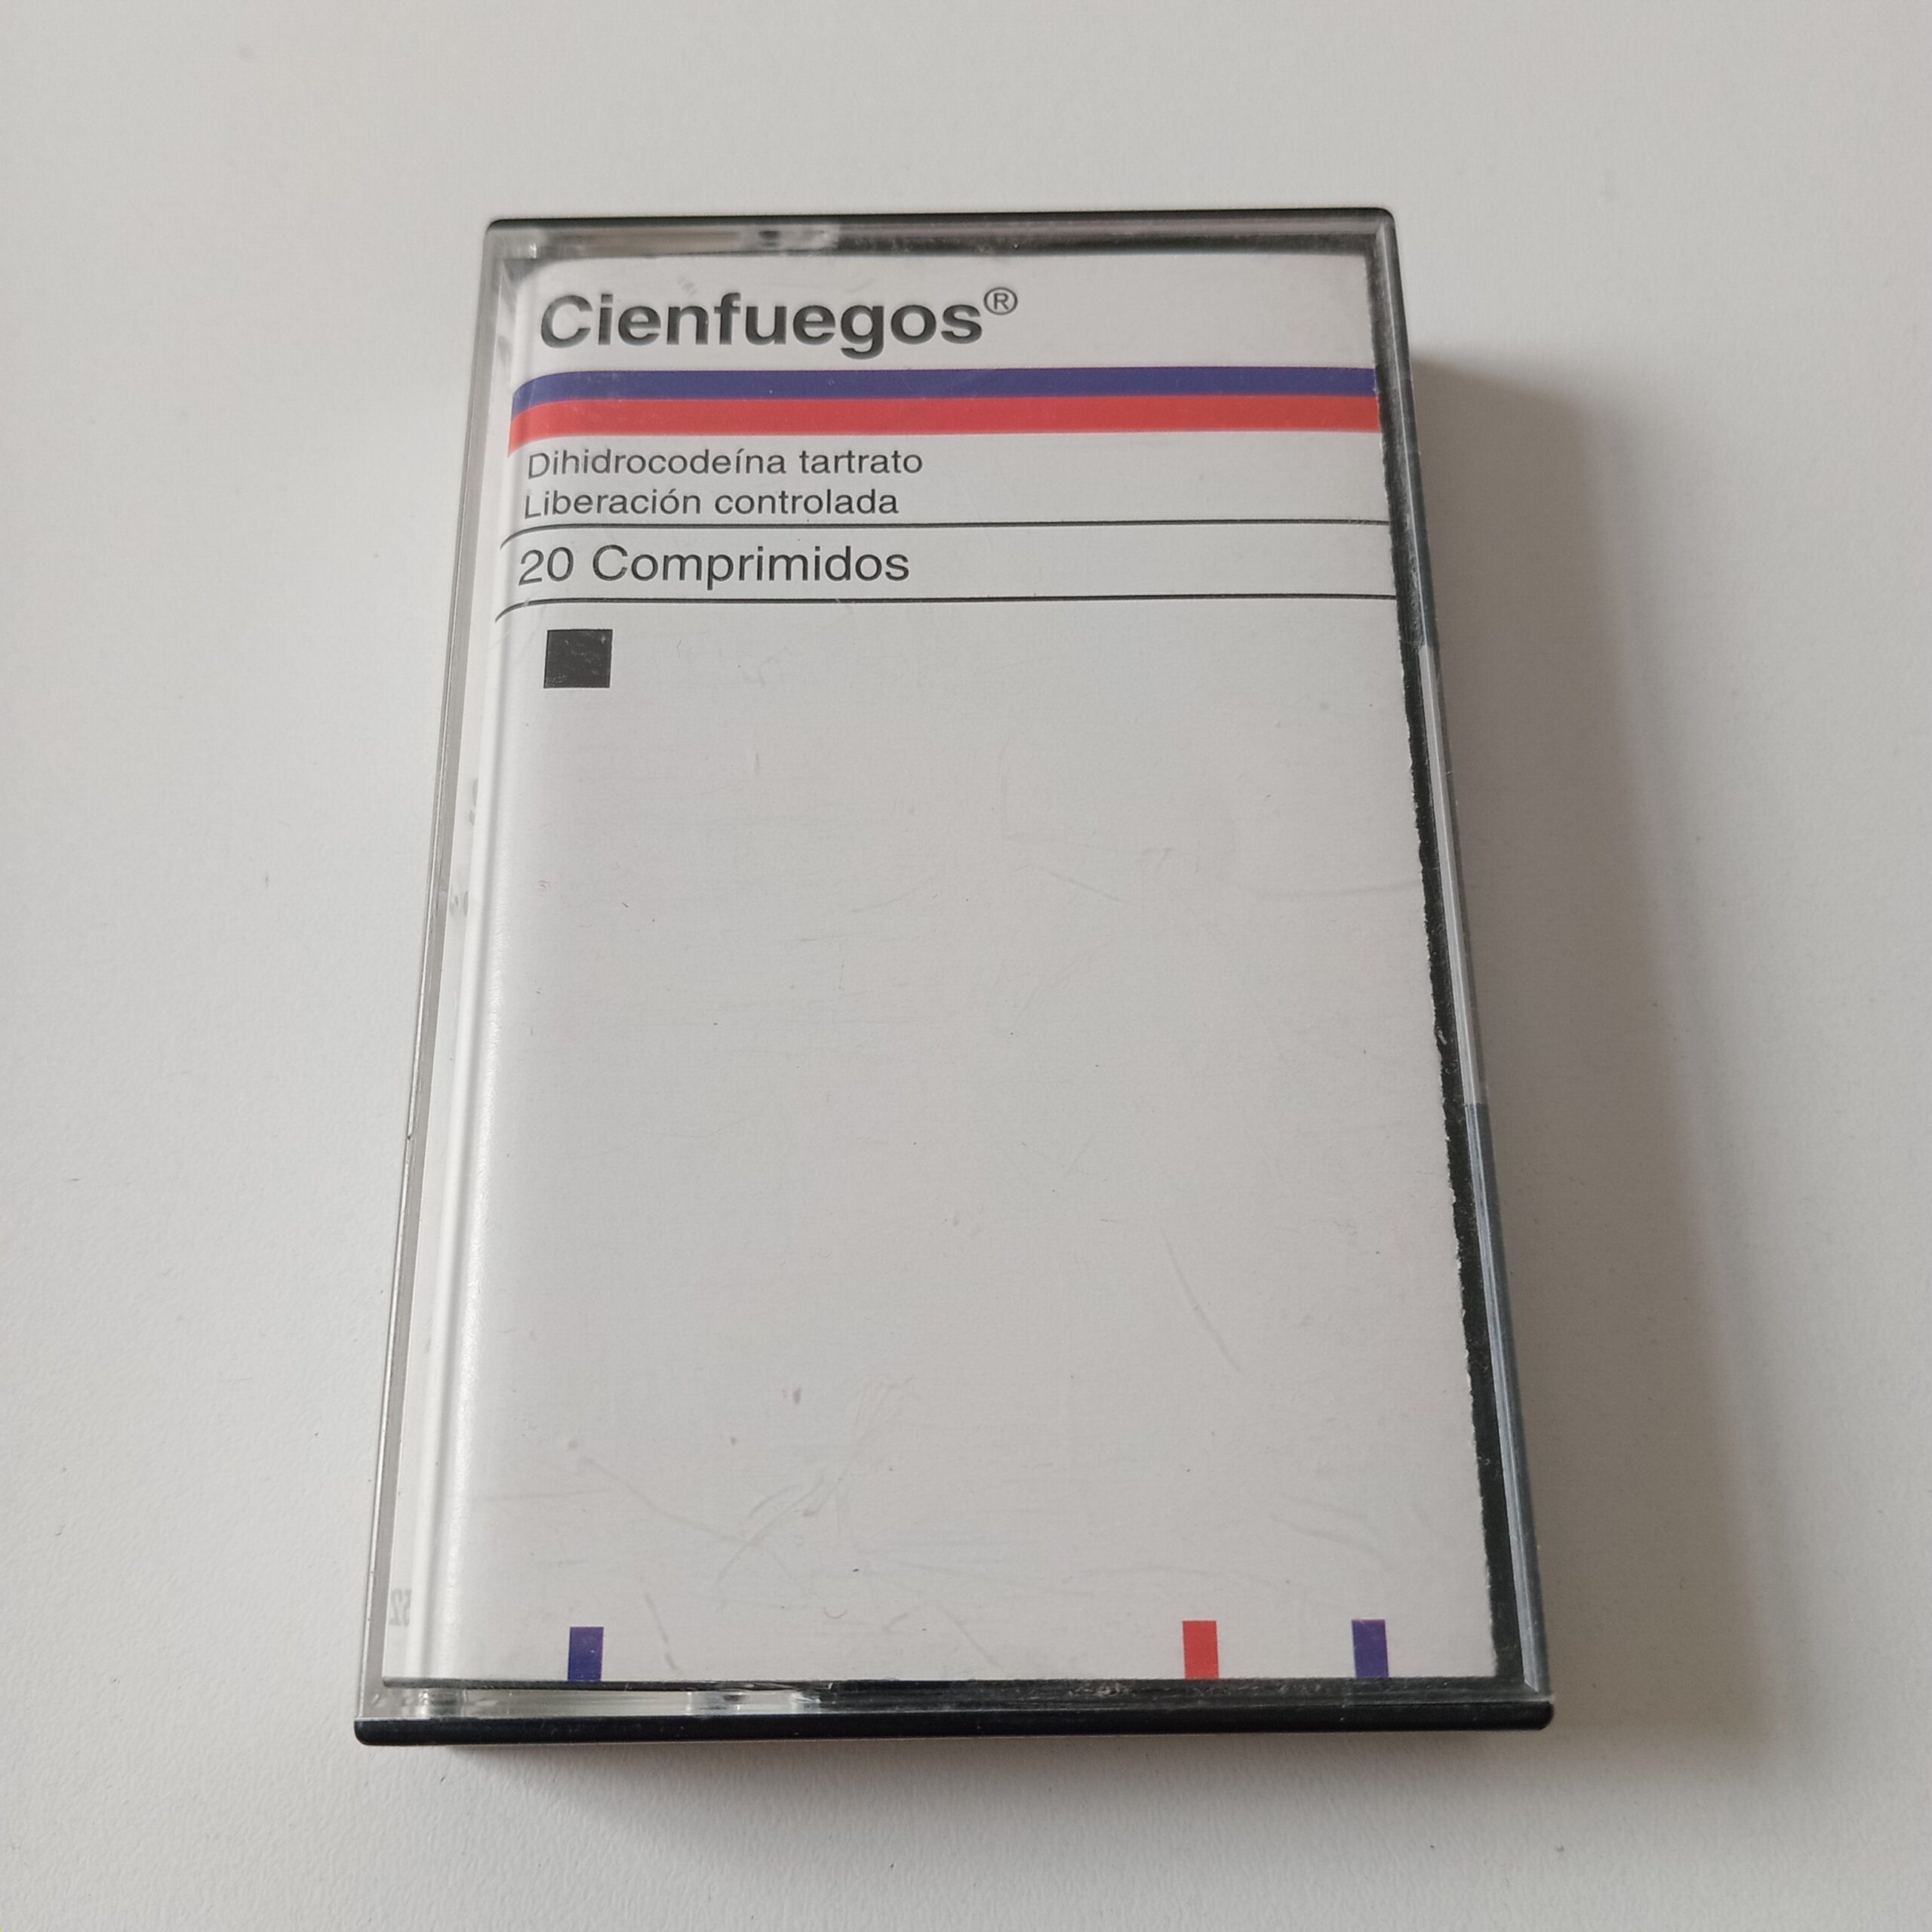 Cienfuegos®
Dihidrocodeína tartrato
Liberación controlada
20 Comprimidos